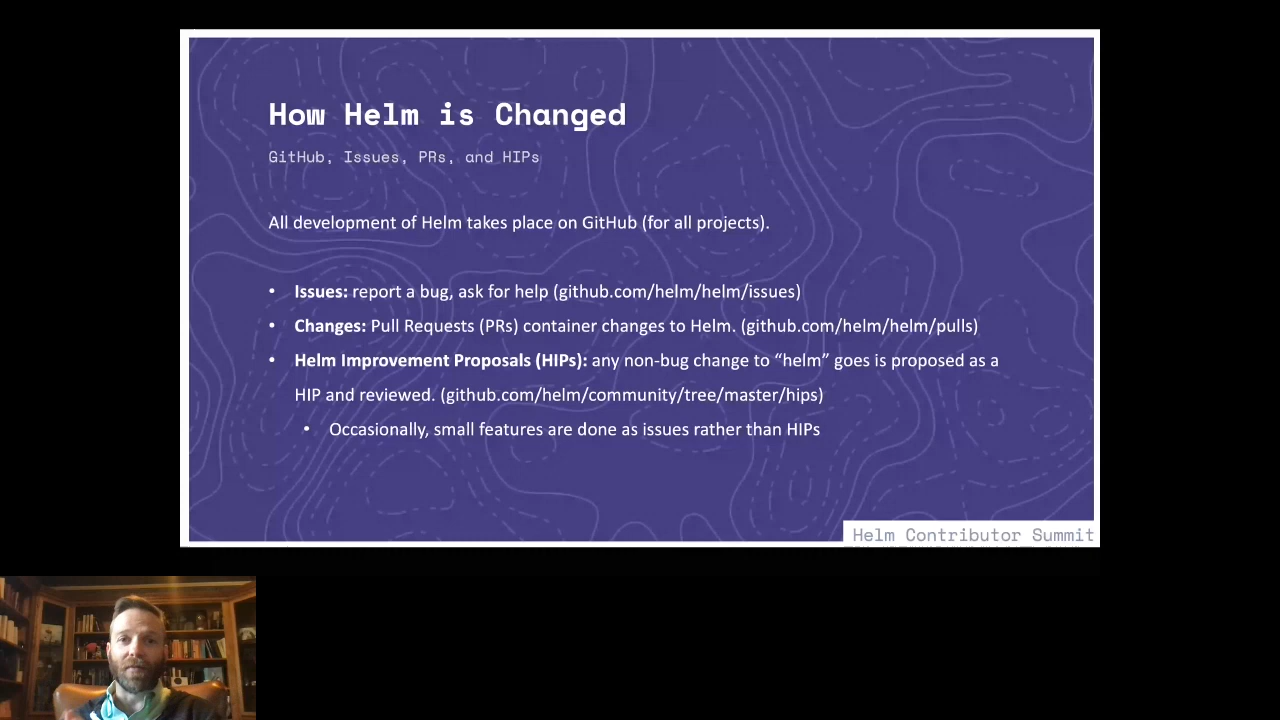 How Helm is Changed
GitHub, Issues, PRs, and HIPs
All development of Helm takes place on GitHub (for all projects).
• Issues: report a bug, ask for help (github.com/helm/helm/issues)
• Changes: Pull Requests (PRs) container changes to Helm. (github.com/helm/helm/pulls)
• Helm Improvement Proposals (HIPs): any non-bug change to “helm” goes is proposed as a
HIP and reviewed. (github.com/helm/community/tree/master/hips)
• Occasionally, small features are done as issues rather than HIPs
Helm Contributor Summit